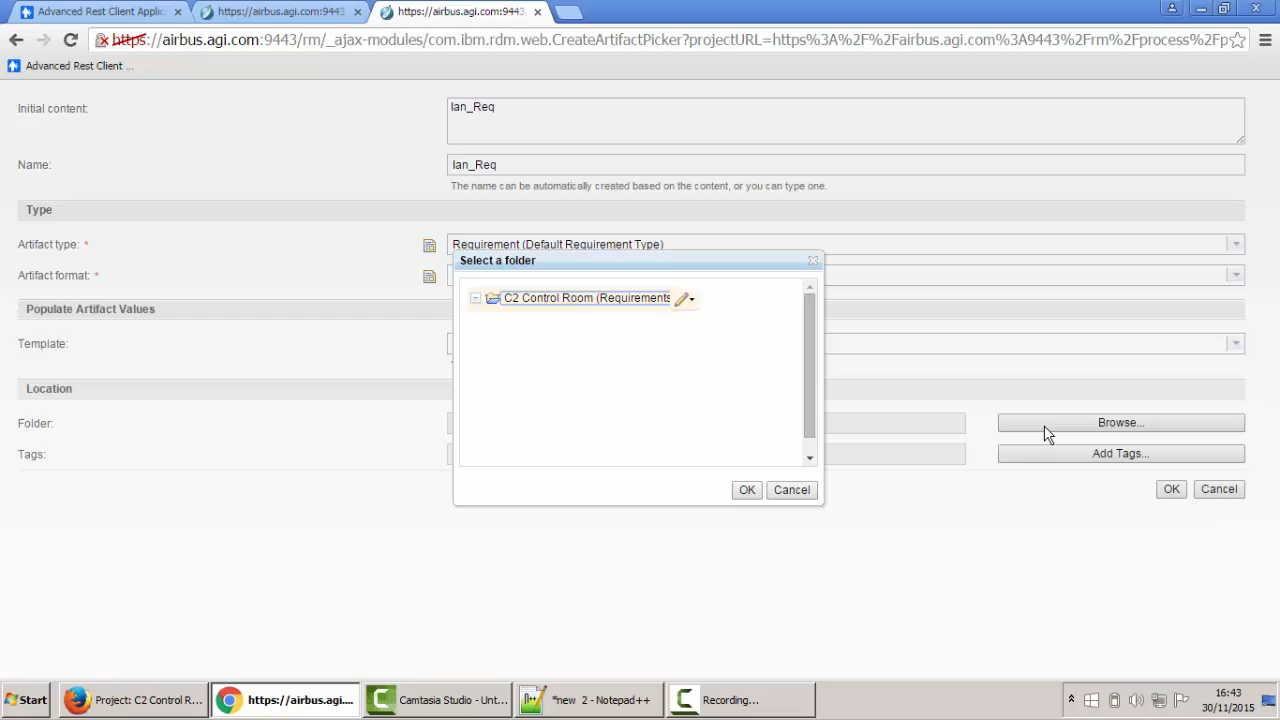 Advanced Rest Client Applic
https://airbus.agi.com:9443
https://airbus.agi.com:9443
https://airbus.agi.com:9443/rm/_ajax-modules/com.ibm.rdm.web.CreateArtifactPicker?projectURL=https%3A%2F%2Fairbus.agi.com%3A9443%2Frm%2Fprocess%2Fp
Advanced Rest Client ...
Initial content:
Ian_Req
Name:
Ian_Req
The name can be automatically created based on the content, or you can type one.
Type
Artifact type: *
Requirement (Default Requirement Type)
Artifact format: *
Select a folder
C2 Control Room (Requirements
Populate Artifact Values
Template:
Location
Folder:
Browse...
Tags:
Add Tags...
OK
Cancel
OK
Cancel
Start
Project: C2 Control R...
https://airbus.agi....
Camtasia Studio - Unt...
*new 2 - Notepad++
Recording...
16:43
30/11/2015